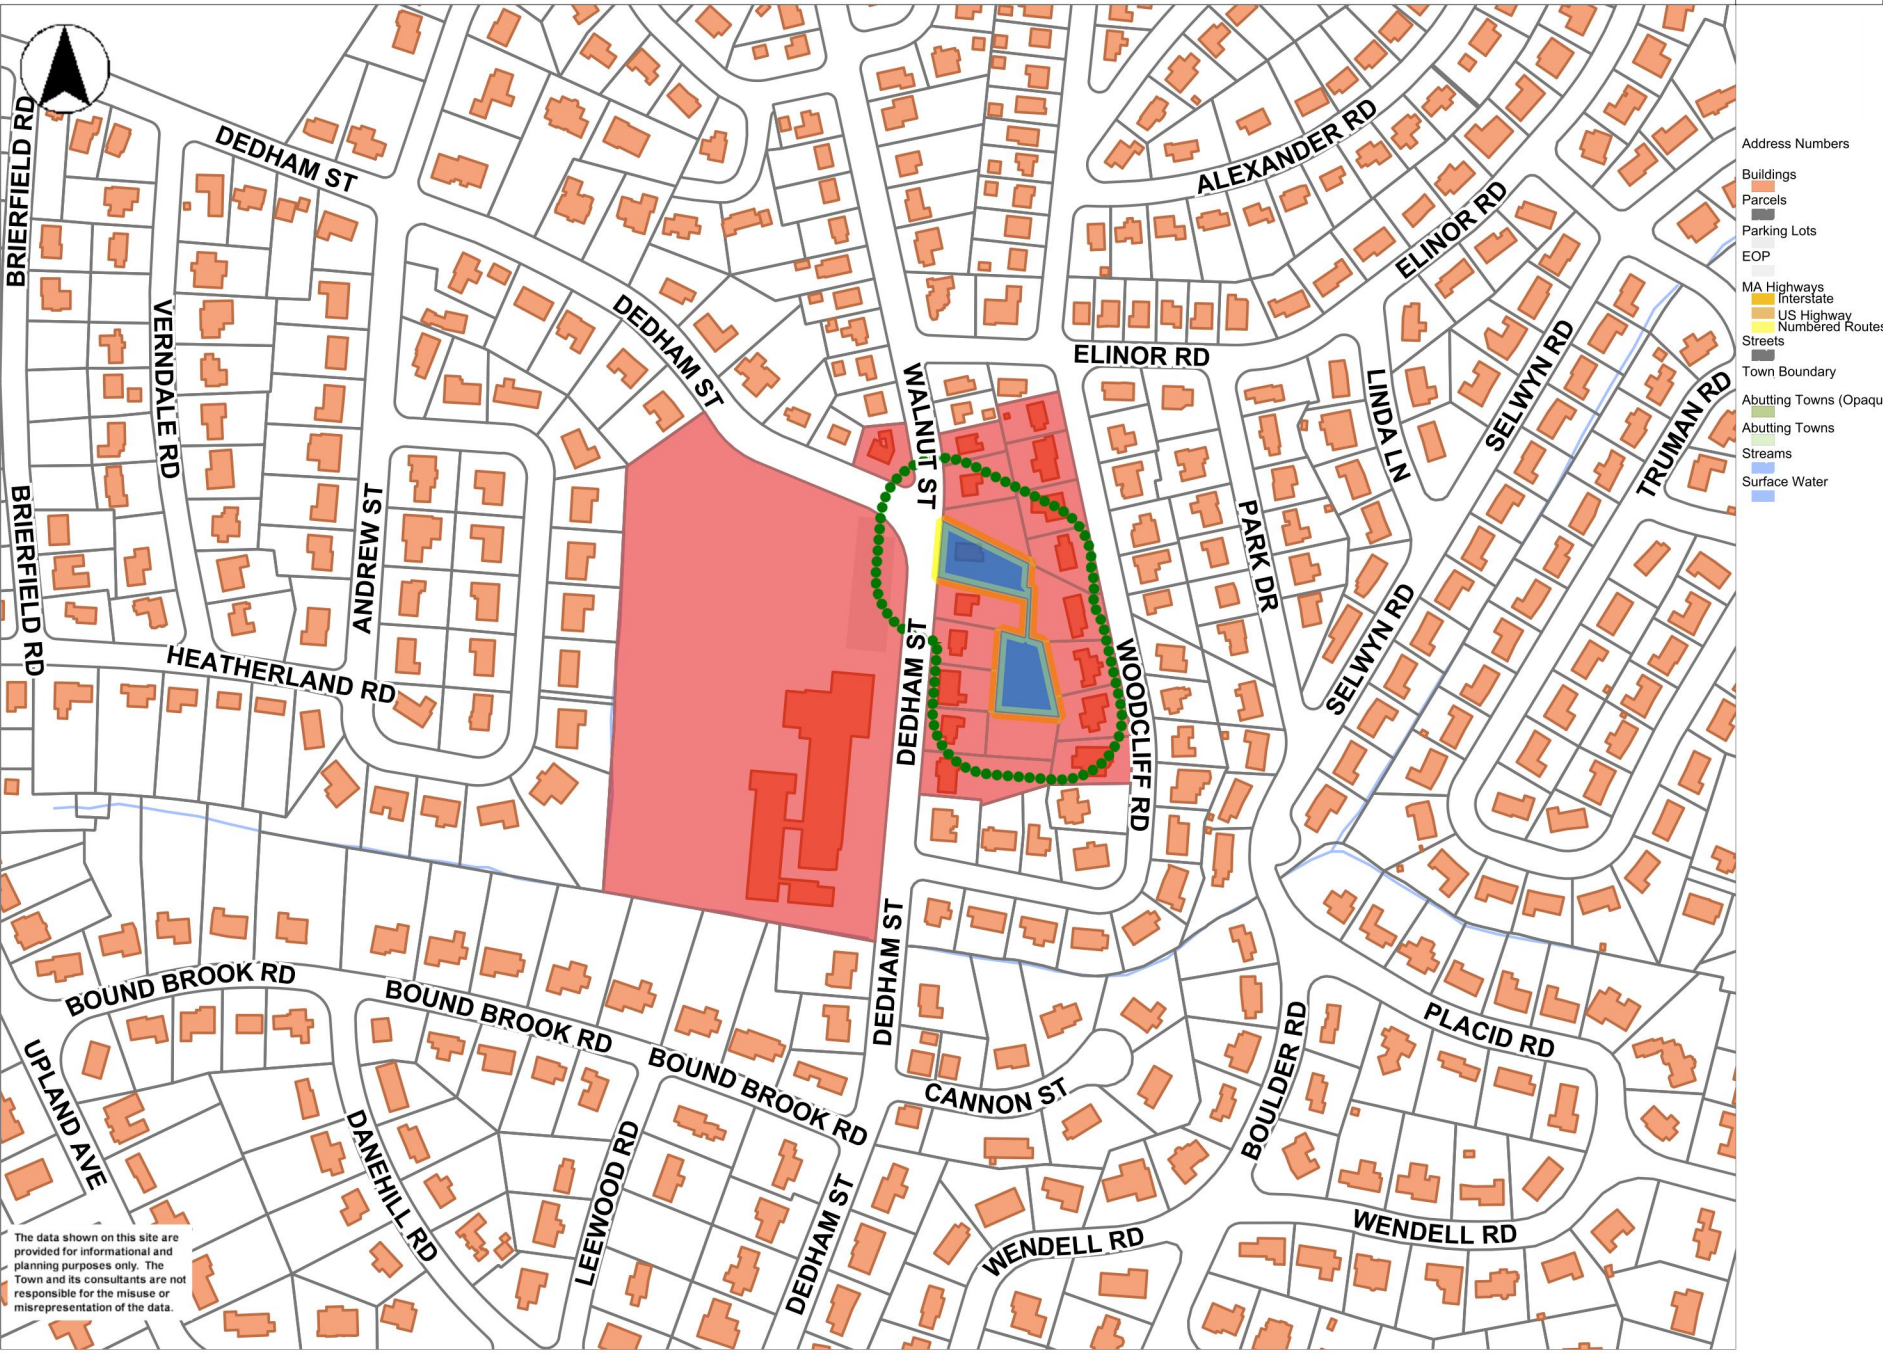 BRIERFIELD RD
DEDHAM ST
ALEXANDER RD
ELINOR RD
VERNDALE RD
DEDHAM ST
ELINOR RD
WALNUT ST
LINDA LN
SELWYN RD
TRUMAN RD
BRIERFIELD RD
ANDREW ST
PARK DR
SELWYN RD
HEATHERLAND RD
DEDHAM ST
WOODCLIFF RD
DEDHAM ST
BOUND BROOK RD
BOUND BROOK RD
BOUND BROOK RD
UPLAND AVE
DANEHILL RD
LEEWOOD RD
DEDHAM ST
CANNON ST
BOULDER RD
PLACID RD
WENDELL RD
WENDELL RD
Address Numbers
Buildings
Parcels
Parking Lots
EOP
MA Highways
Interstate
US Highway
Numbered Routes
Streets
Town Boundary
Abutting Towns (Opaqu
Abutting Towns
Streams
Surface Water
The data shown on this site are
provided for informational and
planning purposes only. The
Town and its consultants are not
responsible for the misuse or
misrepresentation of the data.